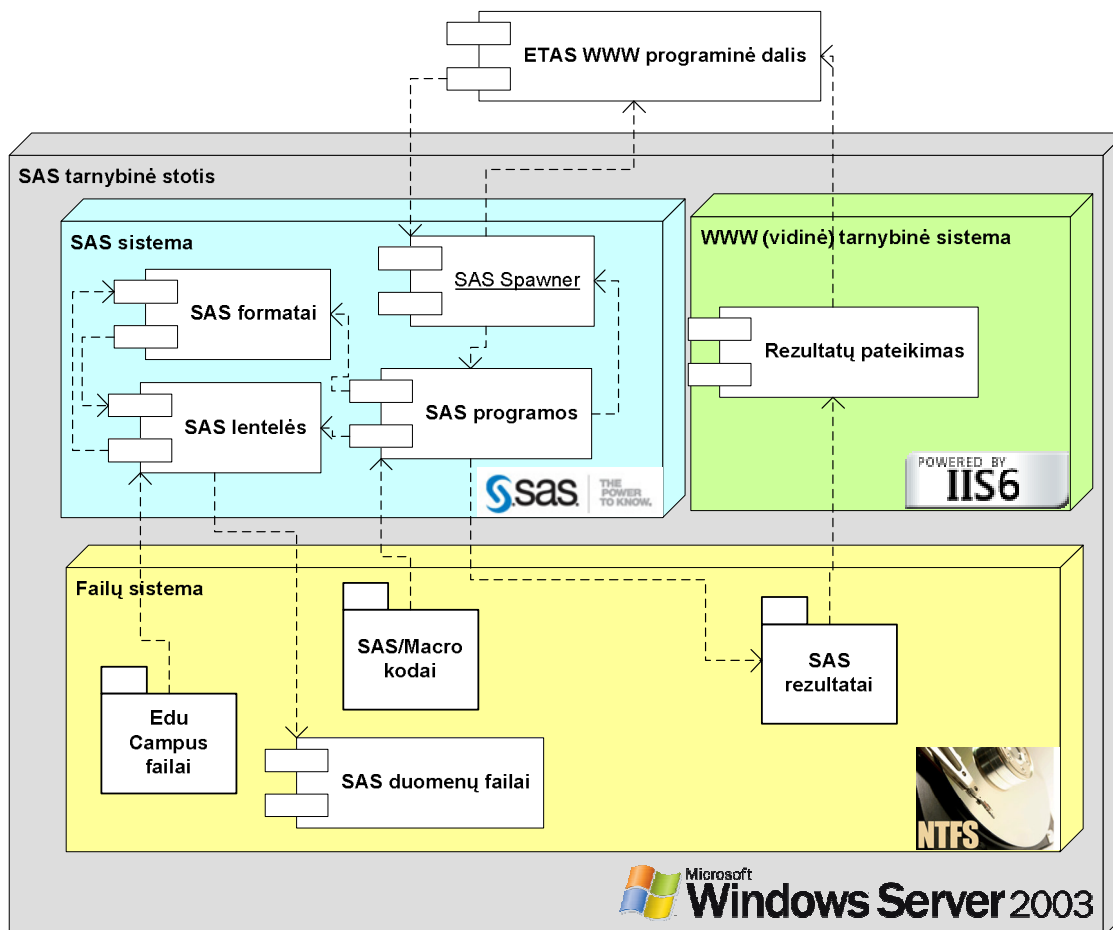 ETAS WWW programinė dalis
SAS tarnybinė stotis
SAS sistema
WWW (vidinė) tarnybinė sistema
SAS Spawner
SAS formatai
Rezultatų pateikimas
SAS lentelės
SAS programos
sas
THE
POWER
TO KNOW.
POWERED BY
IIS6
Failų sistema
SAS/Macro
kodai
SAS
rezultatai
Edu
Campus
failai
SAS duomenų failai
NTFS
Microsoft
Windows Server 2003